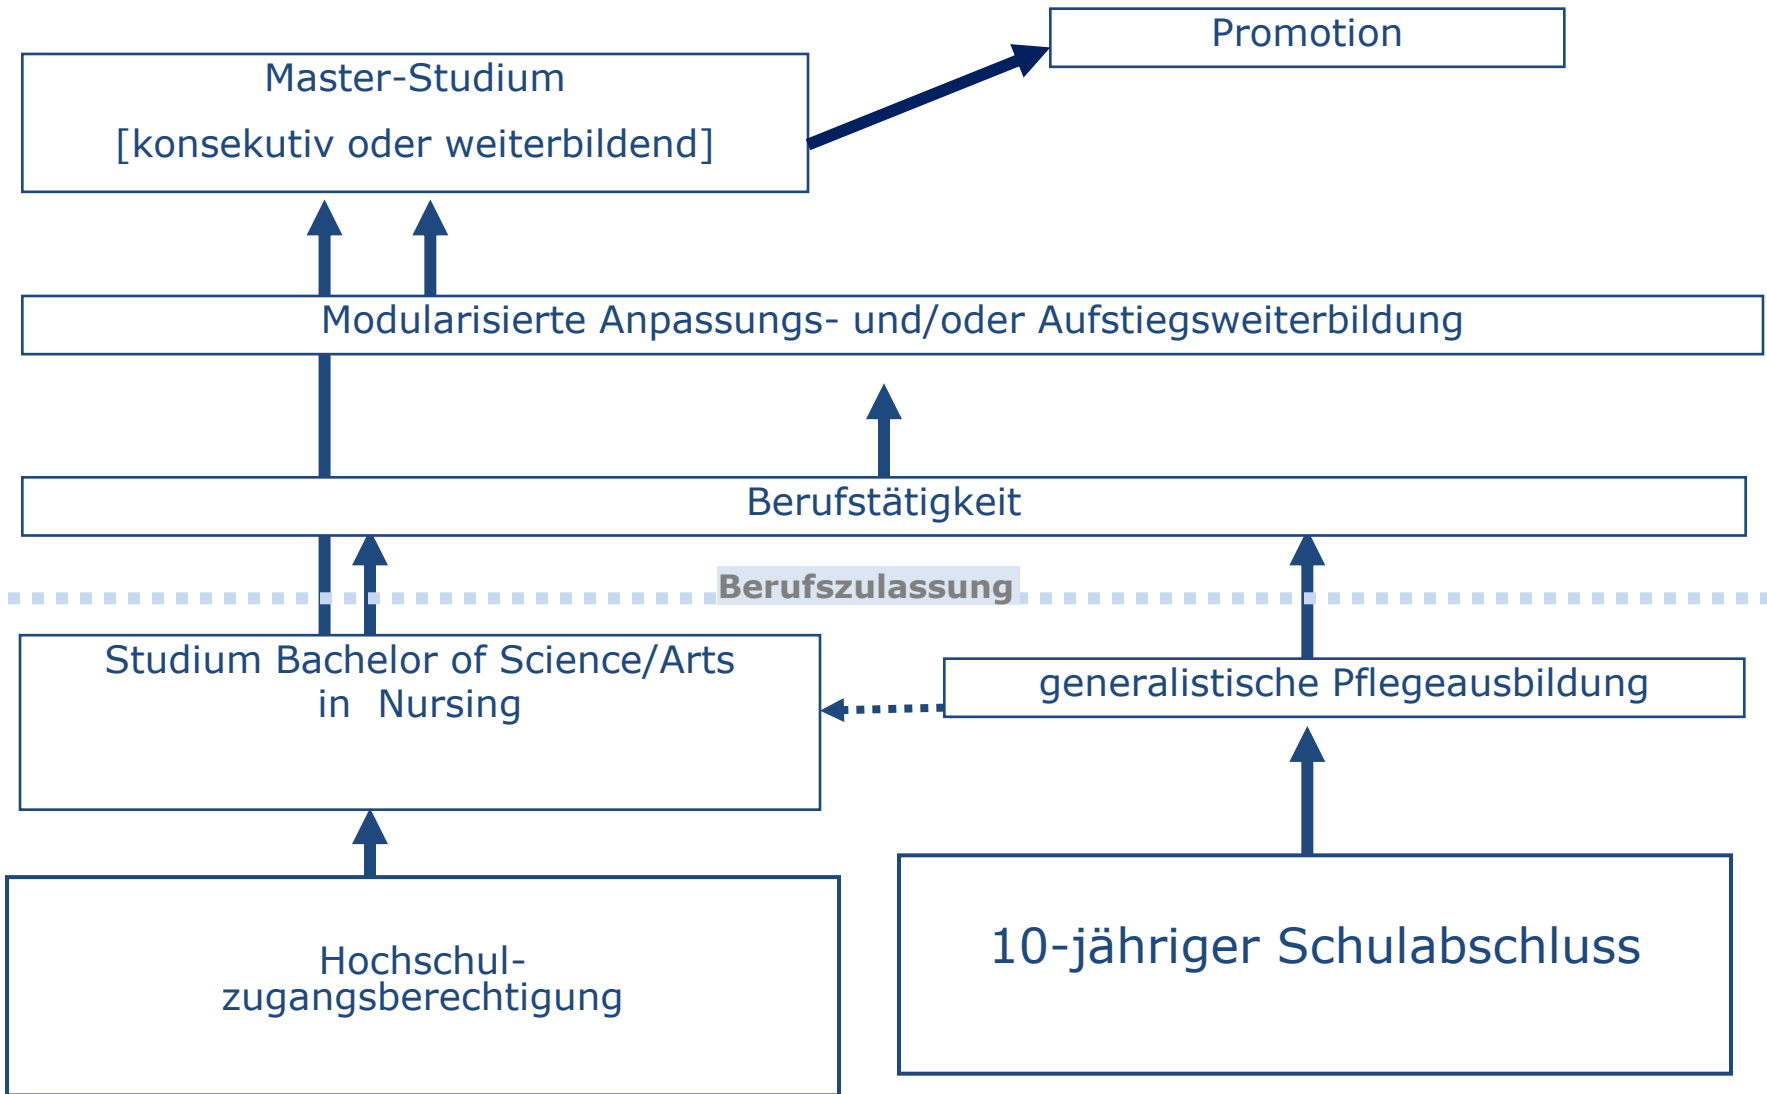 Promotion
Master-Studium
[konsekutiv oder weiterbildend]
Modularisierte Anpassungs- und/oder Aufstiegsweiterbildung
Berufstätigkeit
Berufszulassung
Studium Bachelor of Science/Arts
in Nursing
generalistische Pflegeausbildung
10-jähriger Schulabschluss
Hochschul-
zugangsberechtigung